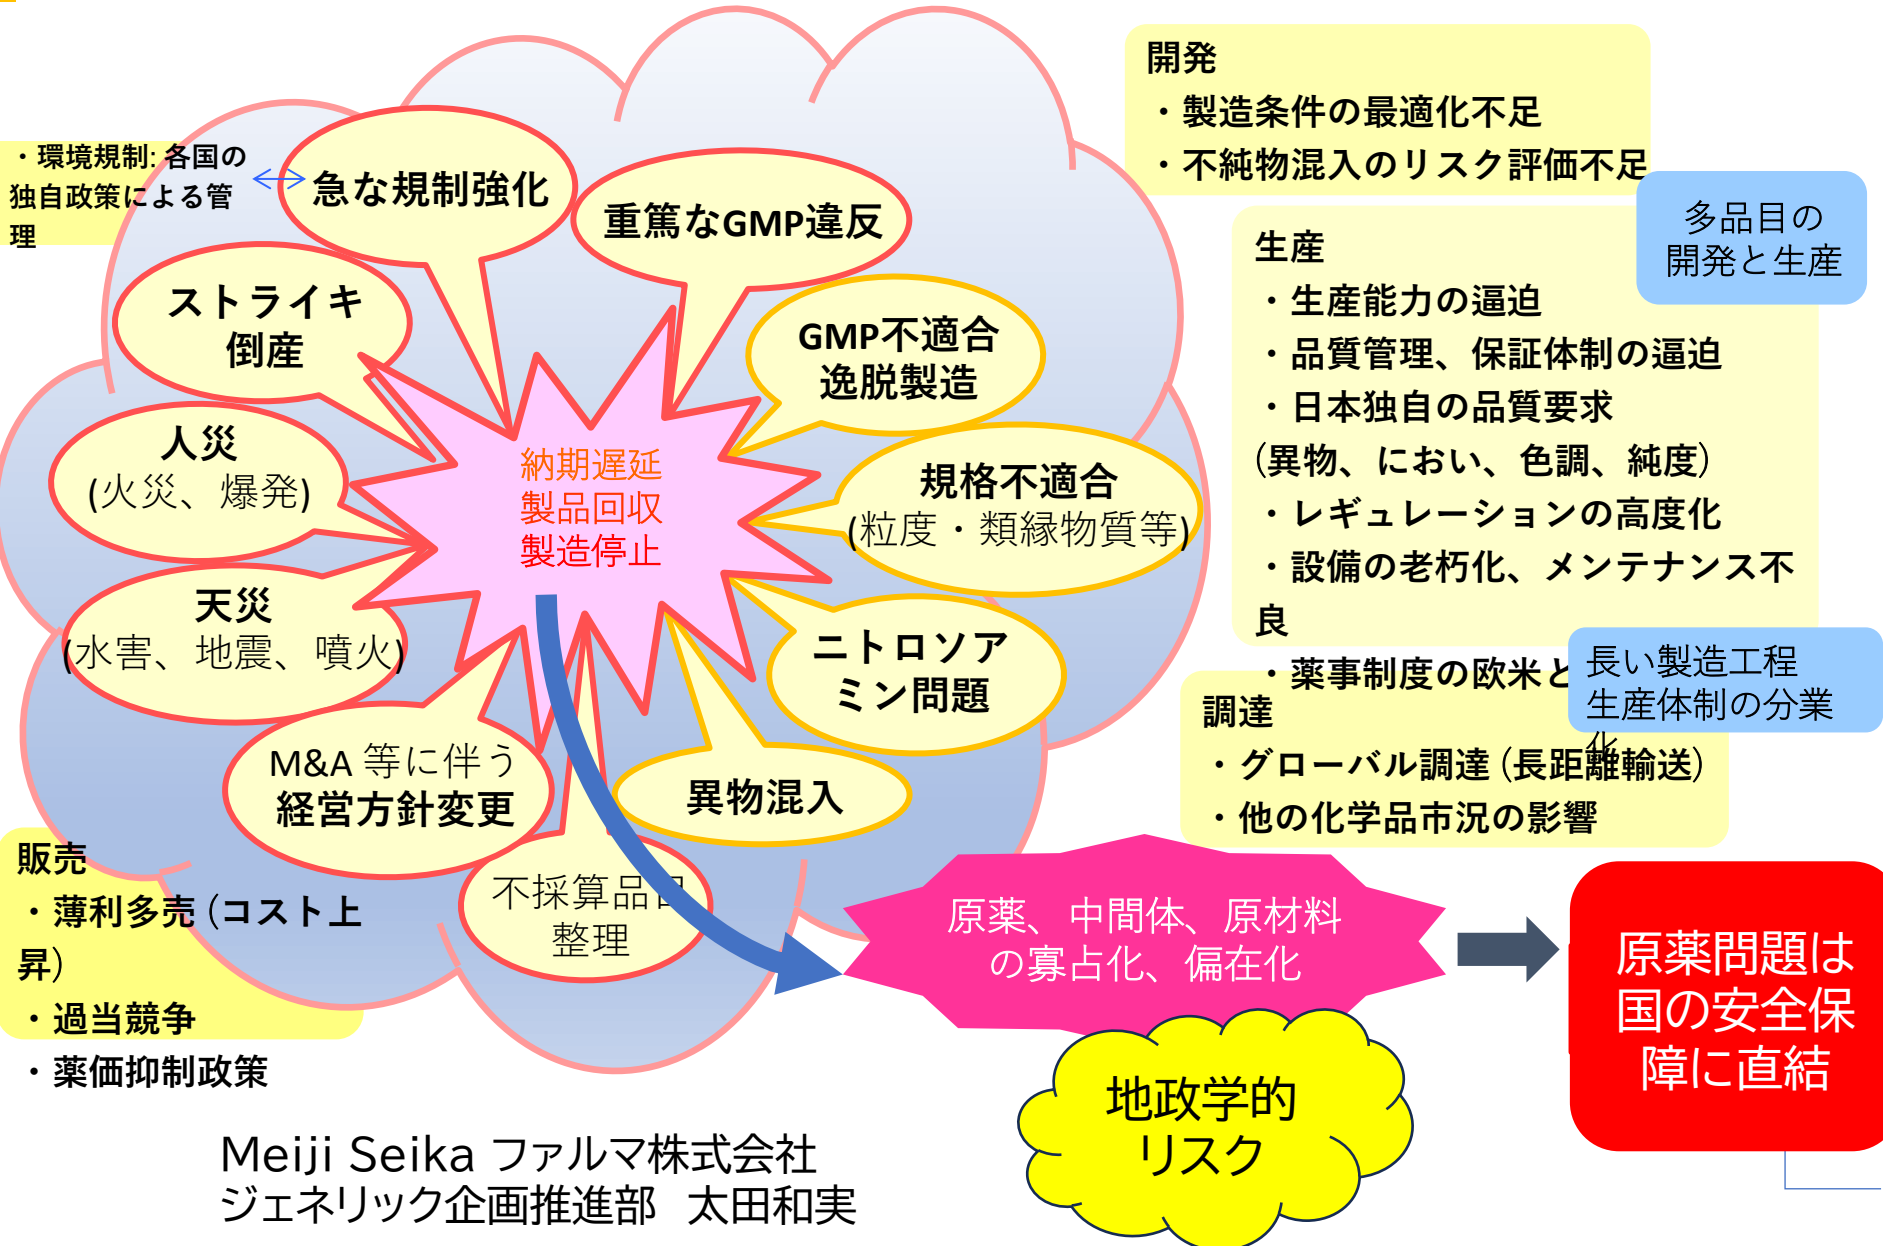 ・環境規制: 各国の
独自政策による管
理
急な規制強化
重篤なGMP違反
ストライキ
倒産
GMP不適合
逸脱製造
人災
(火災、爆発)
規格不適合
(粒度・類縁物質等)
納期遅延
製品回収
製造停止
天災
(水害、地震、噴火)
ニトロソア
ミン問題
M&A 等に伴う
経営方針変更
異物混入
不採算品目
整理
開発
・製造条件の最適化不足
・不純物混入のリスク評価不足
多品目の
開発と生産
生産
・生産能力の逼迫
・品質管理、保証体制の逼迫
・日本独自の品質要求
(異物、におい、色調、純度)
・レギュレーションの高度化
・設備の老朽化、メンテナンス不
良
・薬事制度の欧米と
長い製造工程
生産体制の分業
化
調達
・グローバル調達(長距離輸送)
・他の化学品市況の影響
販売
・薄利多売(コスト上
昇)
・過当競争
・薬価抑制政策
原薬、中間体、原材料
の寡占化、偏在化
原薬問題は
国の安全保
障に直結
地政学的
リスク
Meiji Seika ファルマ株式会社
ジェネリック企画推進部 太田和実